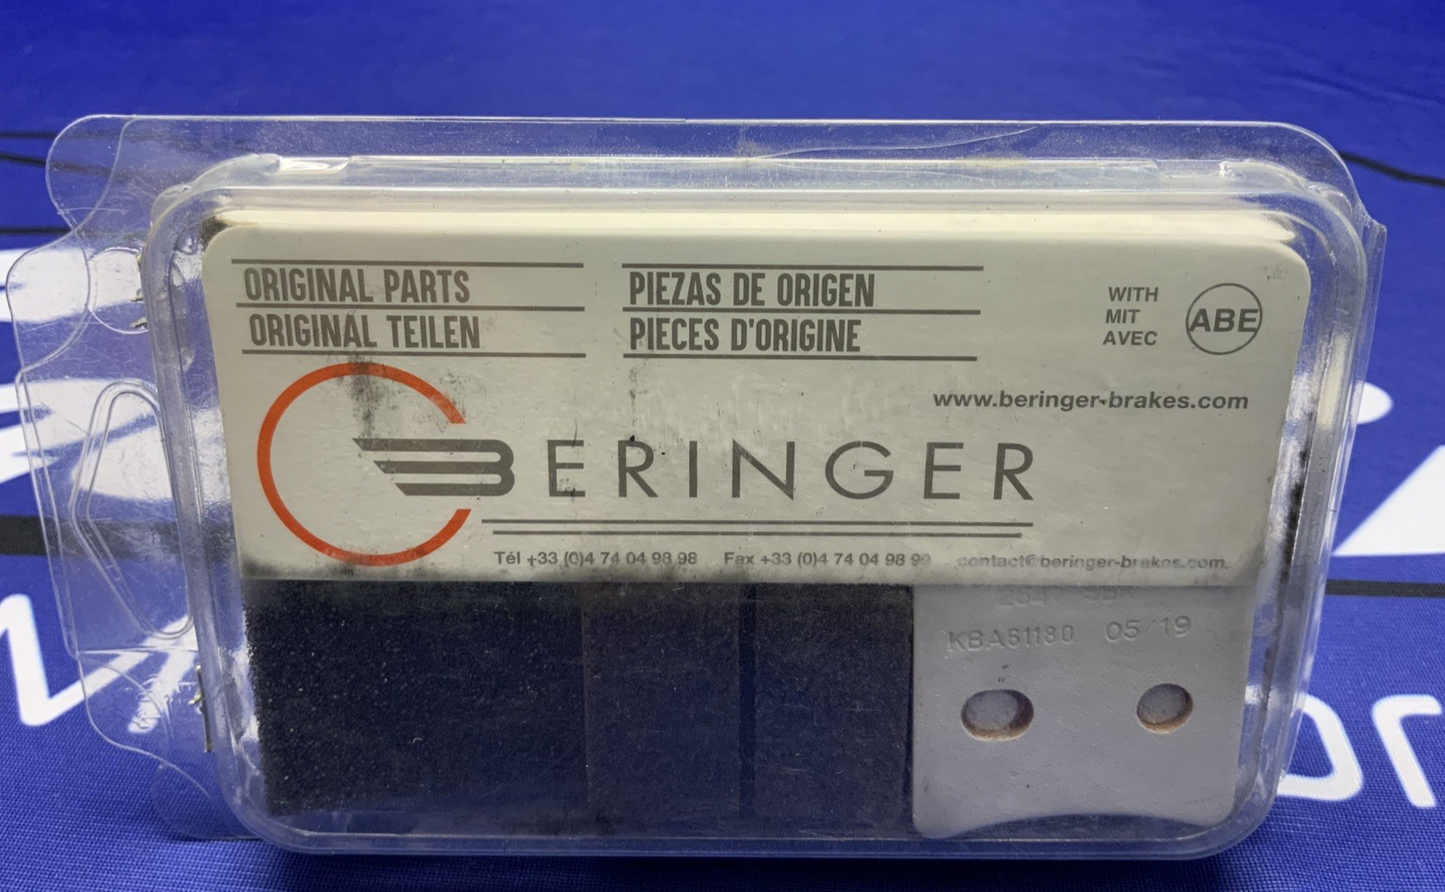 ORIGINAL PARTS
ORIGINAL TEILEN
PIEZAS DE ORIGEN
PIECES D'ORIGINE
WITH
MIT
AVEC
ABE
www.beringer-brakes.com
BERINGER
Tél +33 (0)4 74 04 98 98 Fax +33 (0)4 74 04 98 99 contact@beringer-brakes.com
KBA61180 05/19